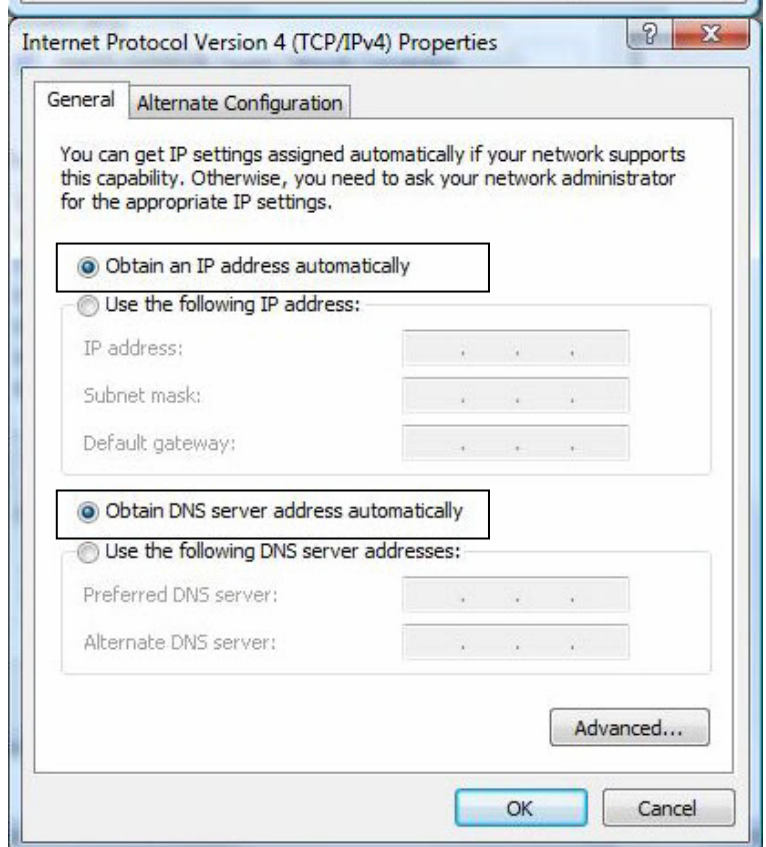 Internet Protocol Version 4 (TCP/IPv4) Properties
General
Alternate Configuration
You can get IP settings assigned automatically if your network supports
this capability. Otherwise, you need to ask your network administrator
for the appropriate IP settings.
Obtain an IP address automatically
Use the following IP address:
IP address:
Subnet mask:
Default gateway:
Obtain DNS server address automatically
Use the following DNS server addresses:
Preferred DNS server:
Alternate DNS server:
Advanced...
OK
Cancel